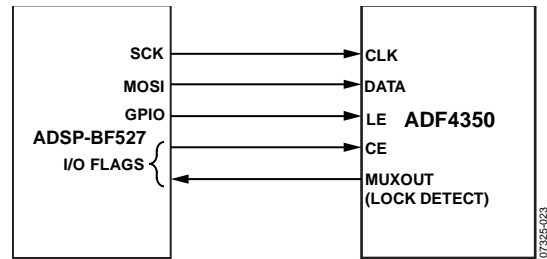 SCK
MOSI
GPIO
ADSP-BF527
I/O FLAGS
CLK
DATA
LE
ADF4350
CE
MUXOUT
(LOCK DETECT)
07325-023